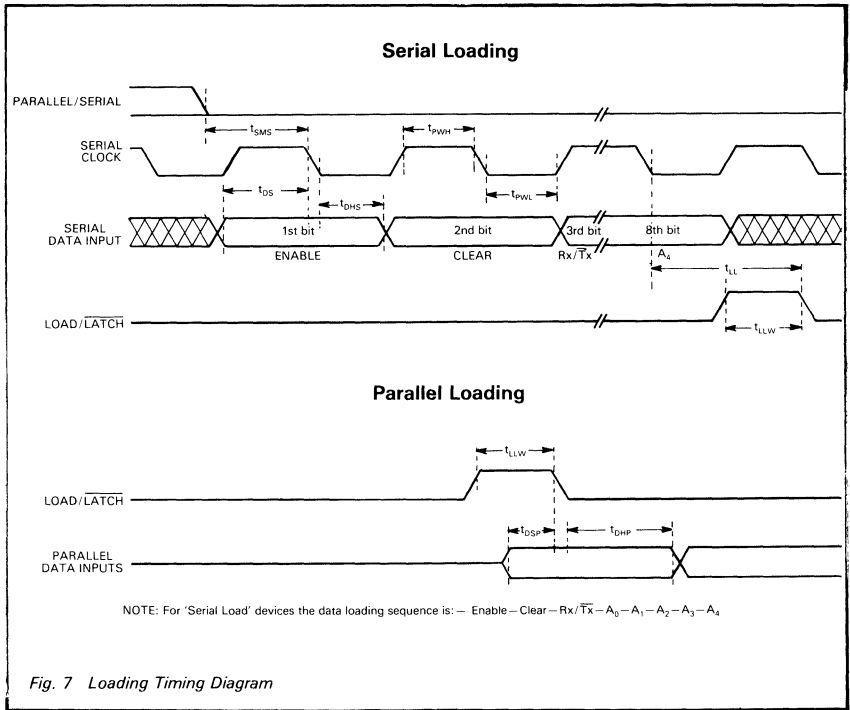 Serial Loading
PARALLEL/SERIAL
tSMS
tPWH
SERIAL
CLOCK
tDS
tDHS
tPWL
SERIAL
DATA INPUT
1st bit
2nd bit
3rd bit
8th bit
ENABLE
CLEAR
Rx/T̅x̅
A4
tLL
LOAD/L̅A̅T̅C̅H̅
tLLW
Parallel Loading
tLLW
LOAD/L̅A̅T̅C̅H̅
tDSP
tDHP
PARALLEL
DATA INPUTS
NOTE: For 'Serial Load' devices the data loading sequence is: – Enable – Clear – Rx/T̅x̅ – A0 – A1 – A2 – A3 – A4
Fig. 7 Loading Timing Diagram